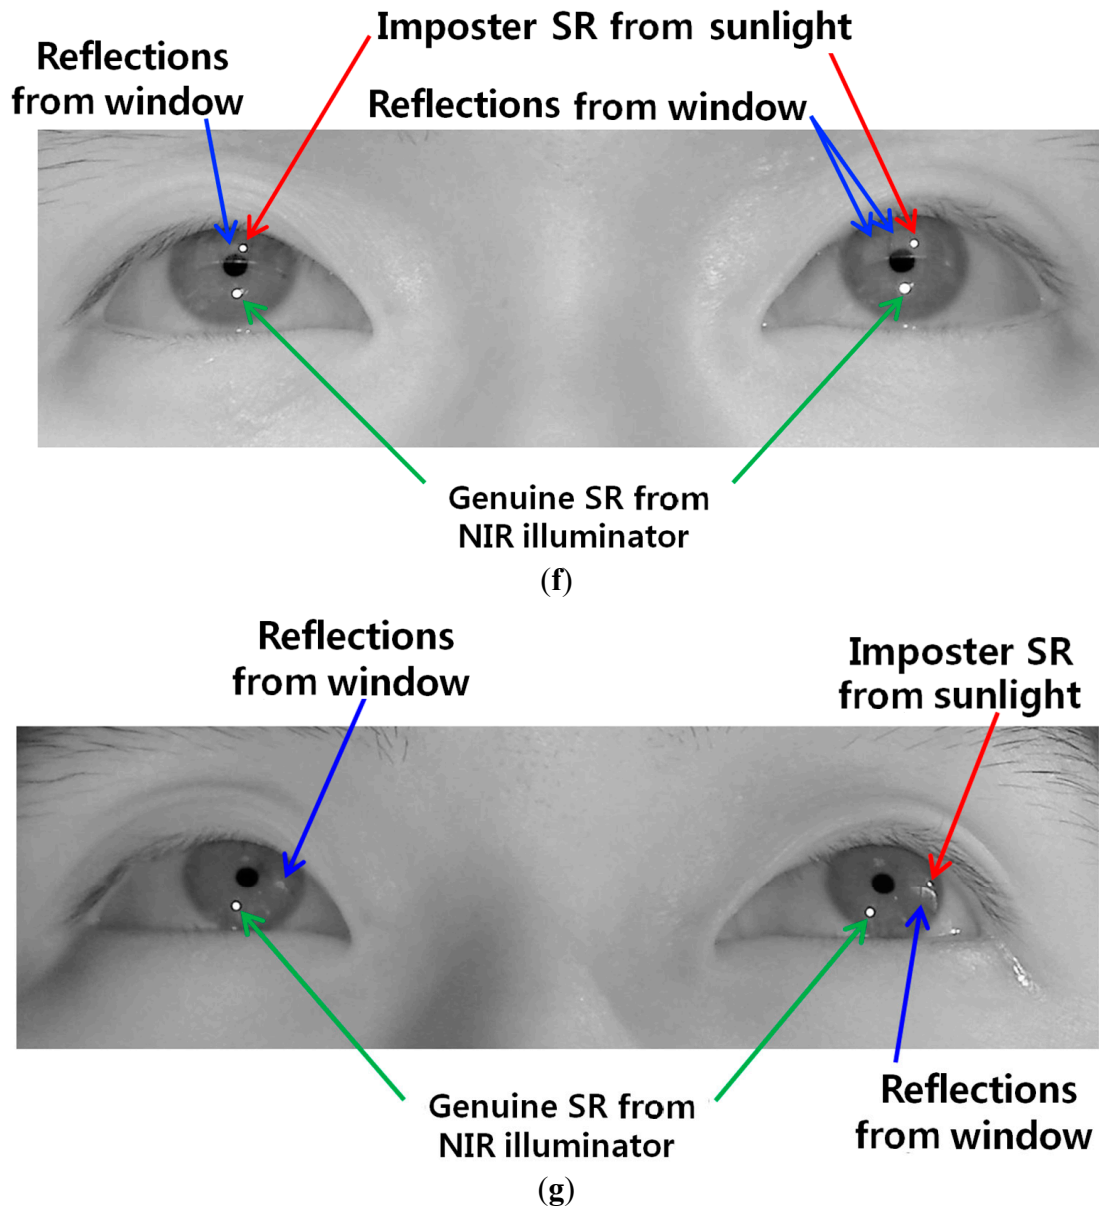 Imposter SR from sunlight
Reflections
from window
Reflections from window
Genuine SR from
NIR illuminator
(f)
Reflections
from window
Imposter SR
from sunlight
Genuine SR from
NIR illuminator
Reflections
from window
(g)